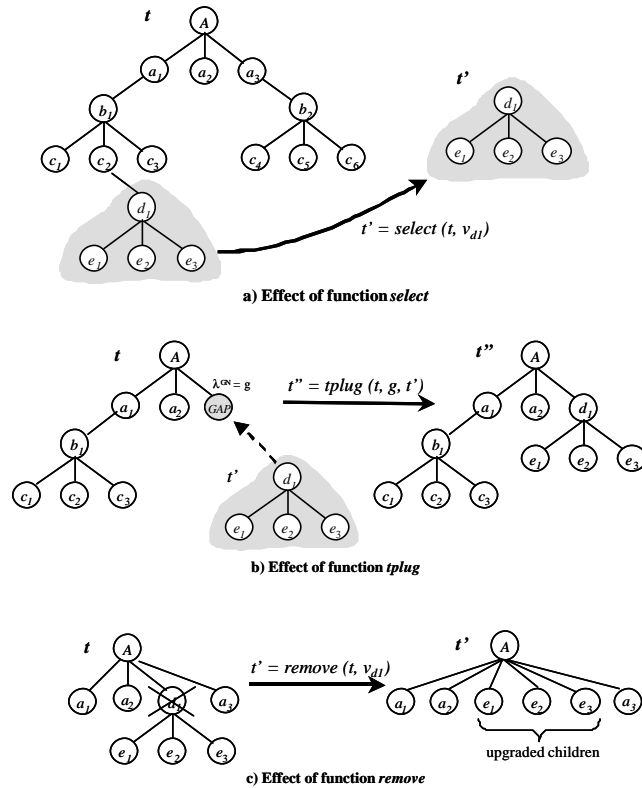 t
A
a1 a2 a3
t'
b1 b2
d1
c1 c2 c3 c4 c5 c6
e1 e2 e3
d1
e1 e2 e3
t' = select (t, vd1)
a) Effect of function select
t
A
λGN = g
a1 a2 GAP
t'' = tplug (t, g, t')
t''
A
a1 a2 d1
b1
b1 e1 e2 e3
t'
d1
c1 c2 c3
c1 c2 c3
e1 e2 e3
b) Effect of function tplug
t
A
t' = remove (t, vd1)
t'
A
a1 a2 d1 a3
a1 a2 e1 e2 e3 a3
e1 e2 e3
upgraded children
c) Effect of function remove